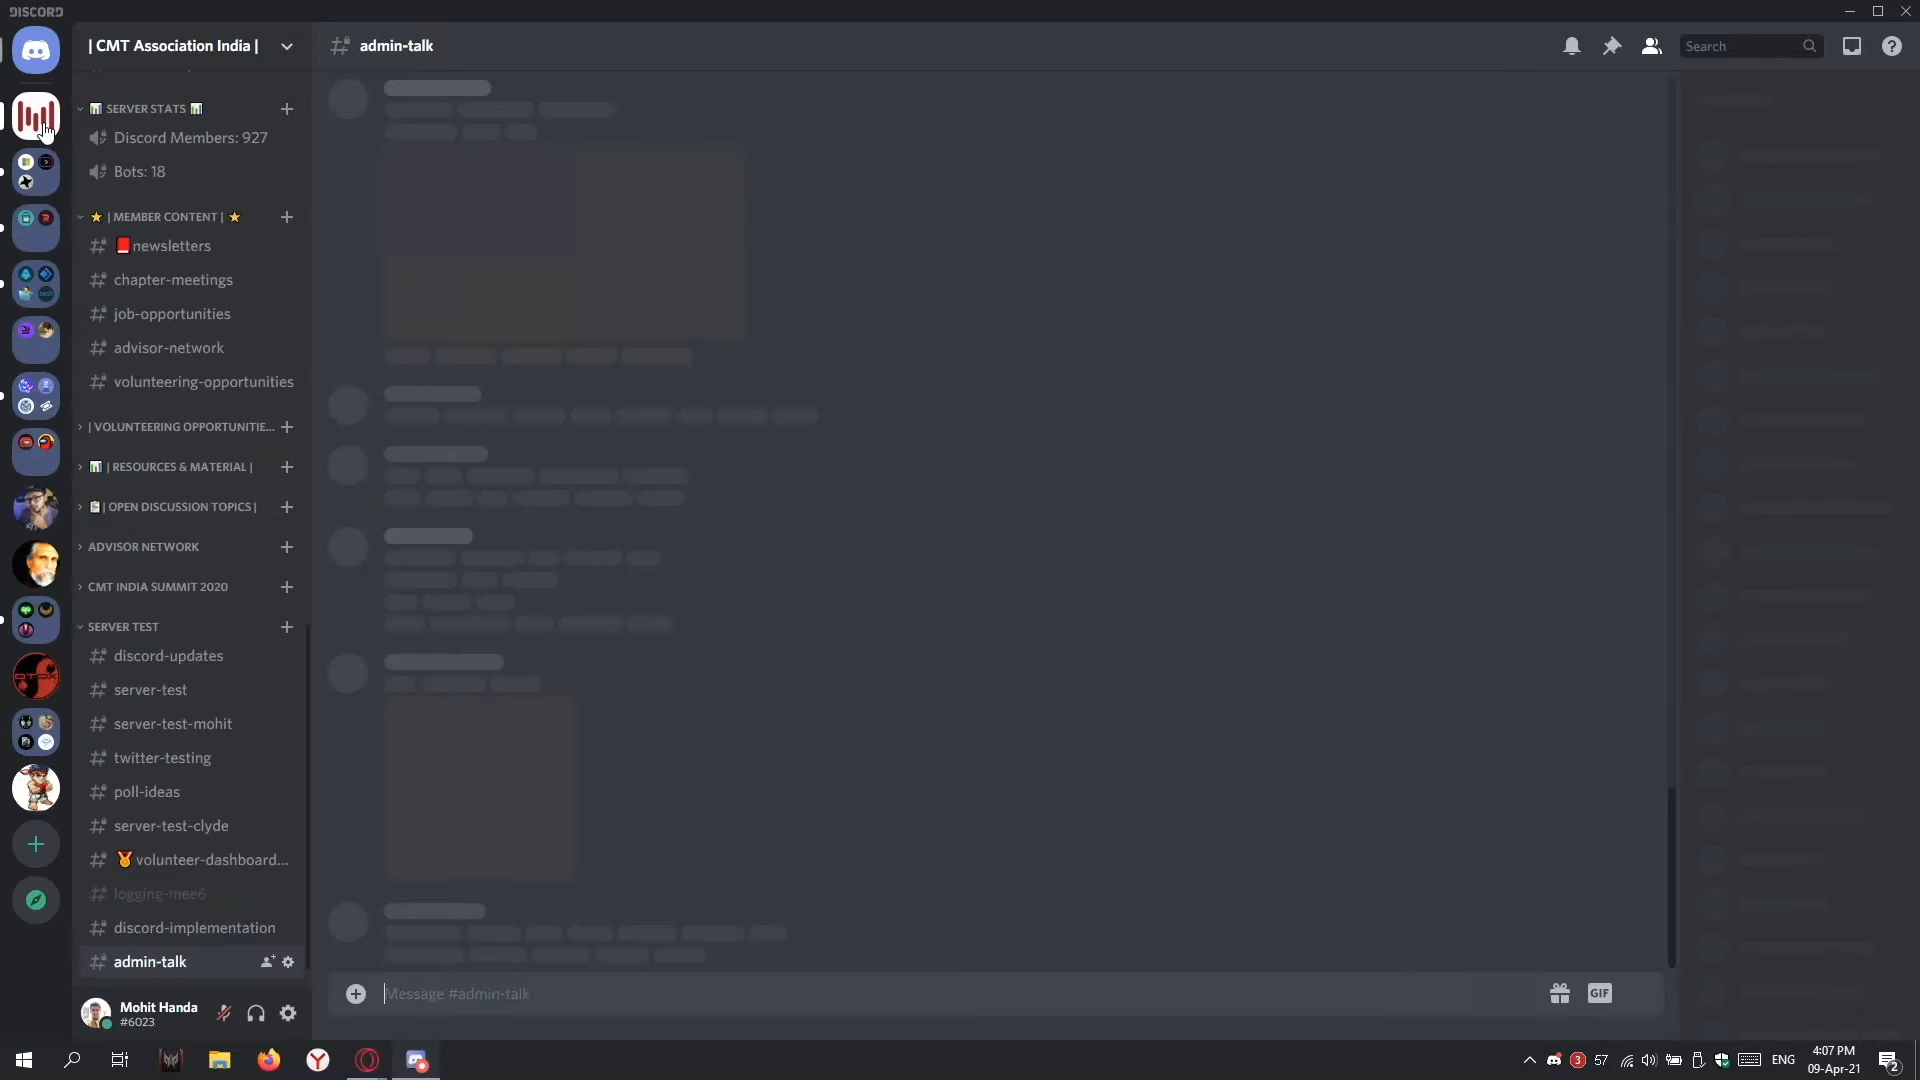 DISCORD
| CMT Association India |
admin-talk
Search
SERVER STATS
Discord Members: 927
Bots: 18
| MEMBER CONTENT |
newsletters
chapter-meetings
job-opportunities
advisor-network
volunteering-opportunities
| VOLUNTEERING OPPORTUNITIE...
| RESOURCES & MATERIAL |
| OPEN DISCUSSION TOPICS |
ADVISOR NETWORK
CMT INDIA SUMMIT 2020
SERVER TEST
discord-updates
server-test
server-test-mohit
twitter-testing
poll-ideas
server-test-clyde
volunteer-dashboard...
logging-mee6
discord-implementation
admin-talk
Message #admin-talk
GIF
Mohit Handa
#6023
3
57
ENG
4:07 PM
09-Apr-21
2